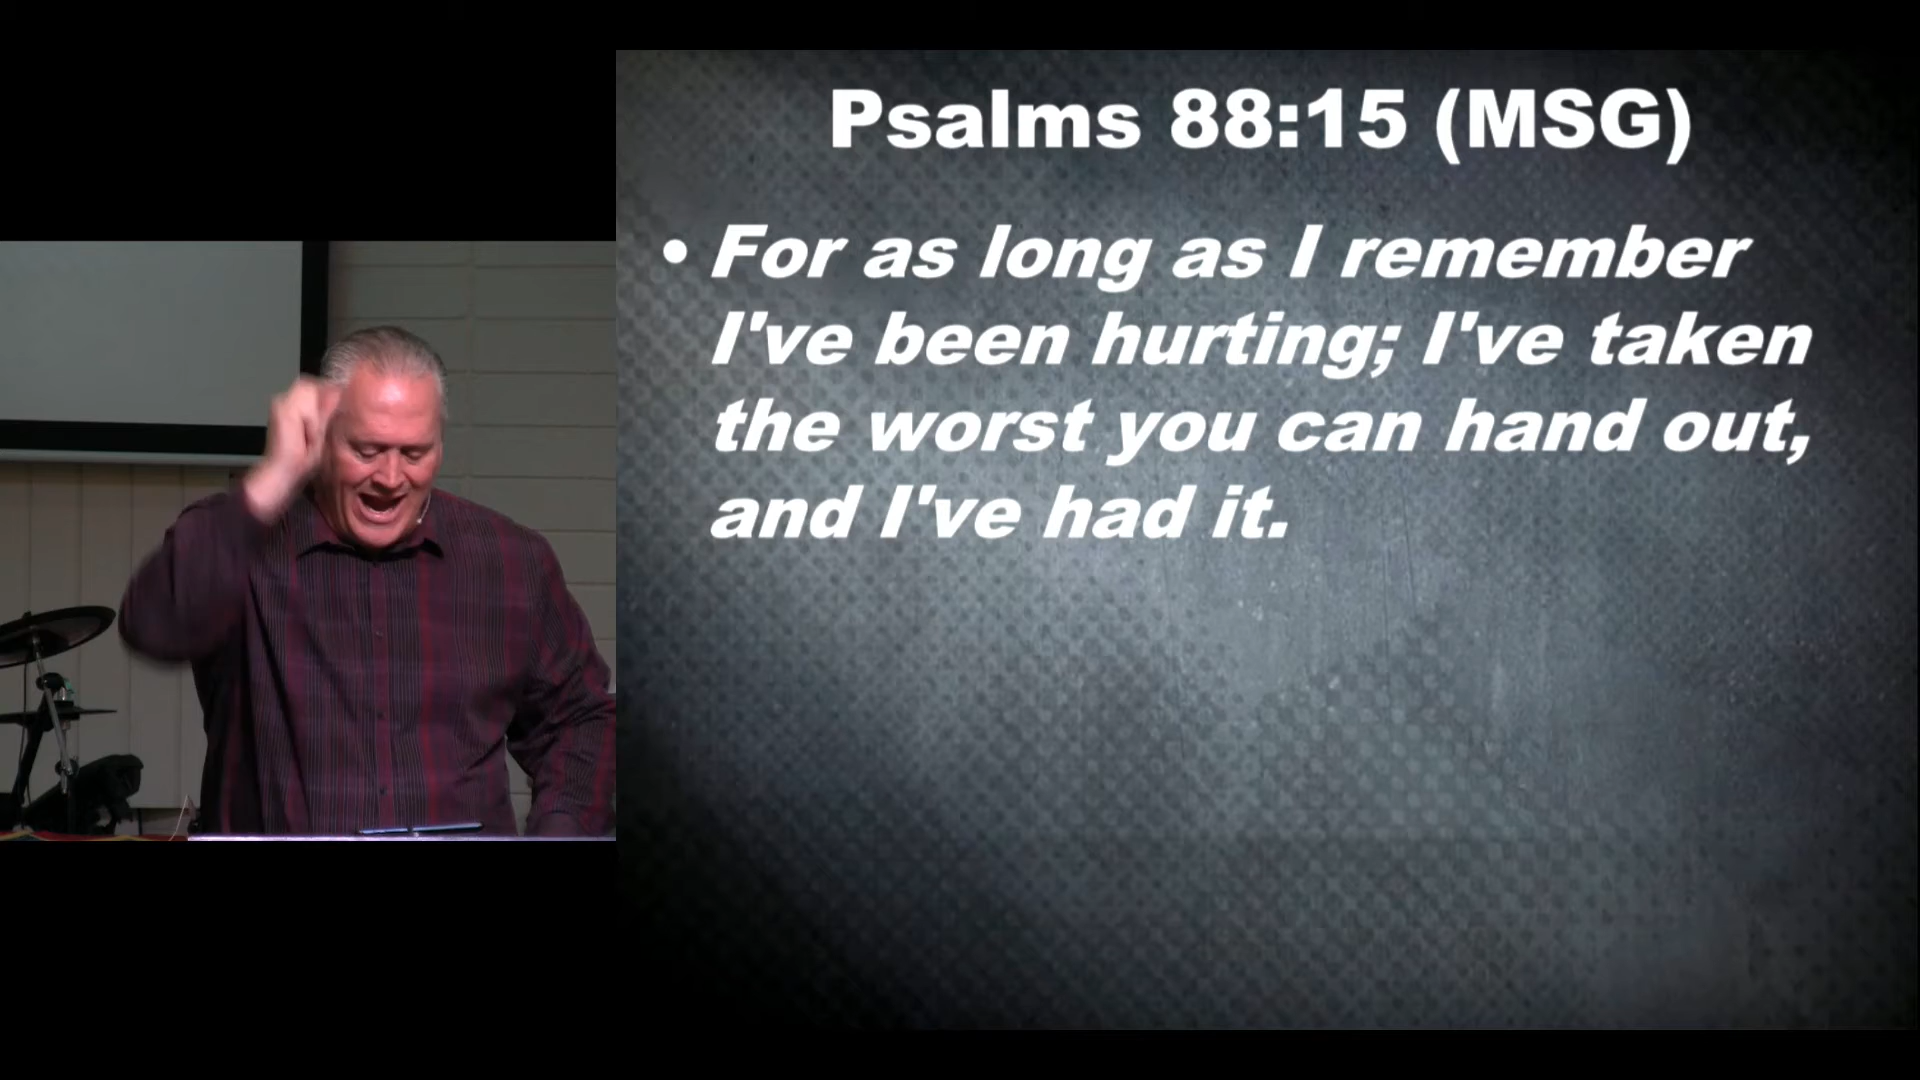 Psalms 88:15 (MSG)
• For as long as I remember
I've been hurting; I've taken
the worst you can hand out,
and I've had it.